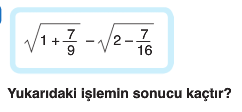 √(1 + 7/9) − √(2 − 7/16)
Yukarıdaki işlemin sonucu kaçtır?